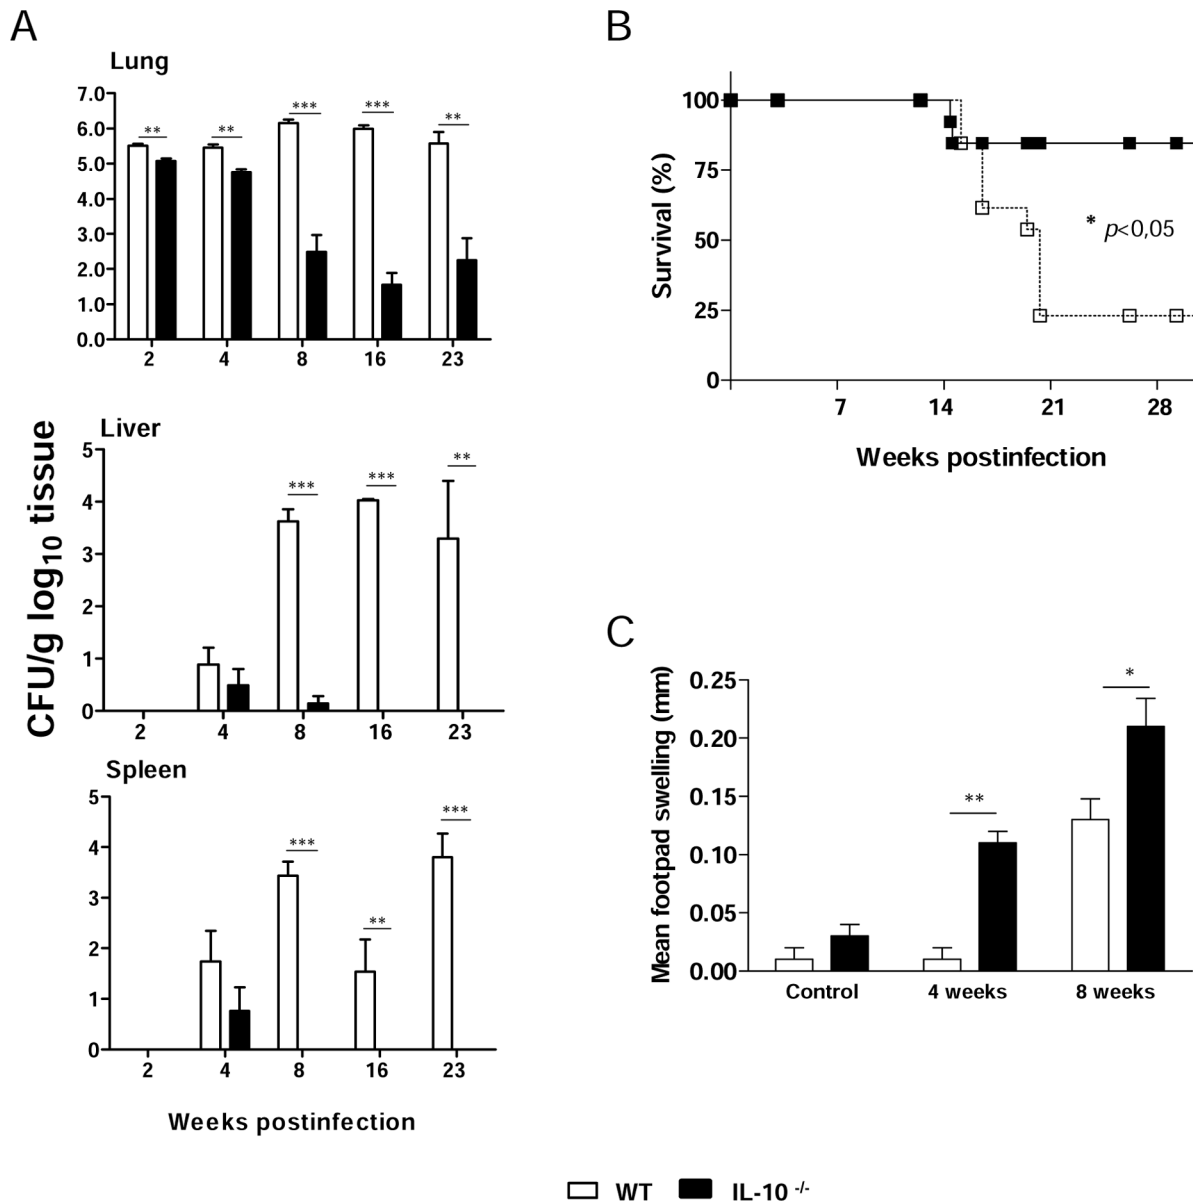 A
Lung
7.0
6.0
5.0
4.0
3.0
2.0
1.0
0.0
** ** *** *** **
2 4 8 16 23
CFU/g log10 tissue
Liver
5
4
3
2
1
0
*** *** **
2 4 8 16 23
Spleen
5
4
3
2
1
0
*** ** ***
2 4 8 16 23
Weeks postinfection
B
Survival (%)
100
75
50
25
0
* p<0,05
7 14 21 28
Weeks postinfection
C
Mean footpad swelling (mm)
0.25
0.20
0.15
0.10
0.05
0.00
** *
Control 4 weeks 8 weeks
WT IL-10 -/-